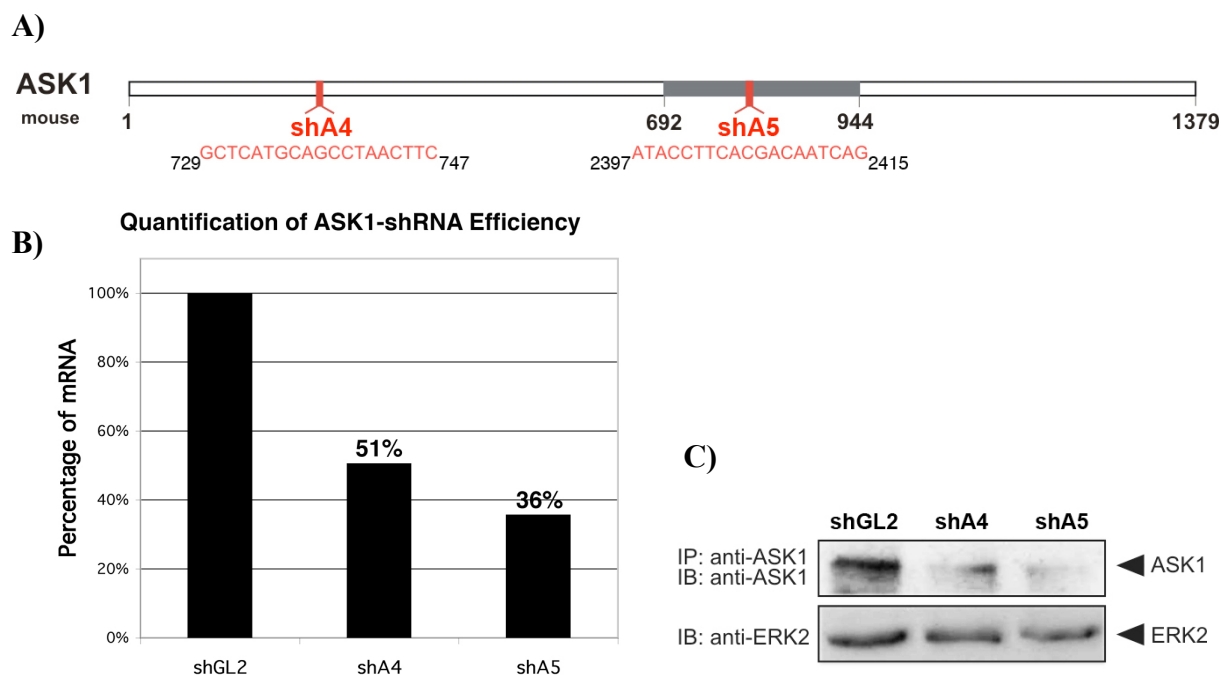 A)
ASK1
mouse
1
shA4
692
shA5
944
1379
729GCTCATGCAGCCTAACTTC747
2397ATACCTTCACGACAATCAG2415
B)
Quantification of ASK1-shRNA Efficiency
Percentage of mRNA
100%
80%
60%
40%
20%
0%
51%
36%
shGL2
shA4
shA5
C)
shGL2 shA4 shA5
IP: anti-ASK1
IB: anti-ASK1
ASK1
IB: anti-ERK2
ERK2